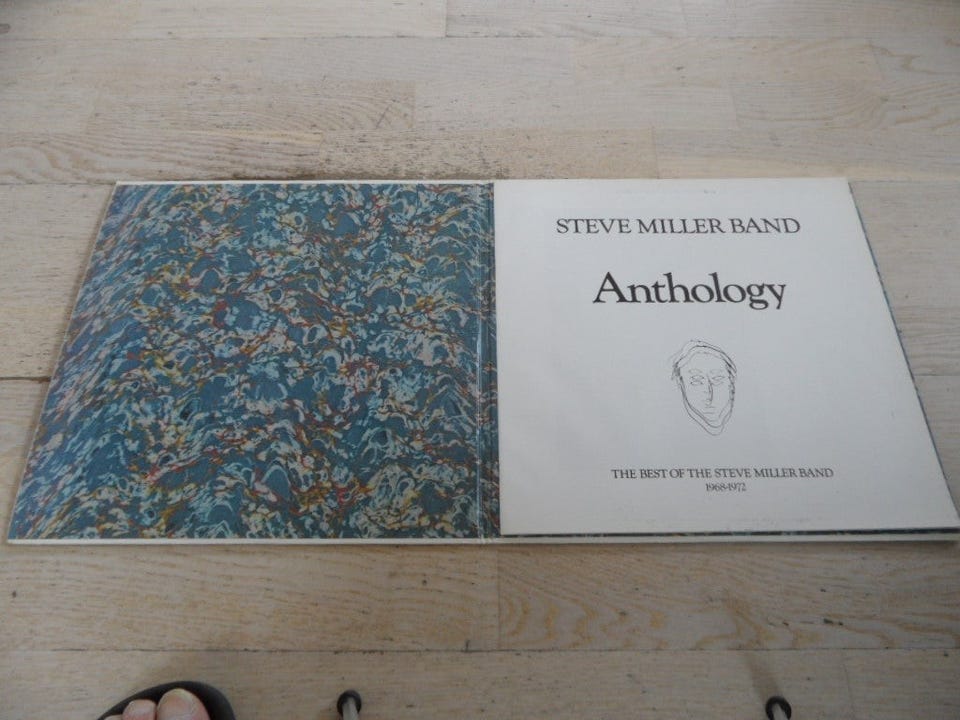 STEVE MILLER BAND
Anthology
THE BEST OF THE STEVE MILLER BAND
1968-1972